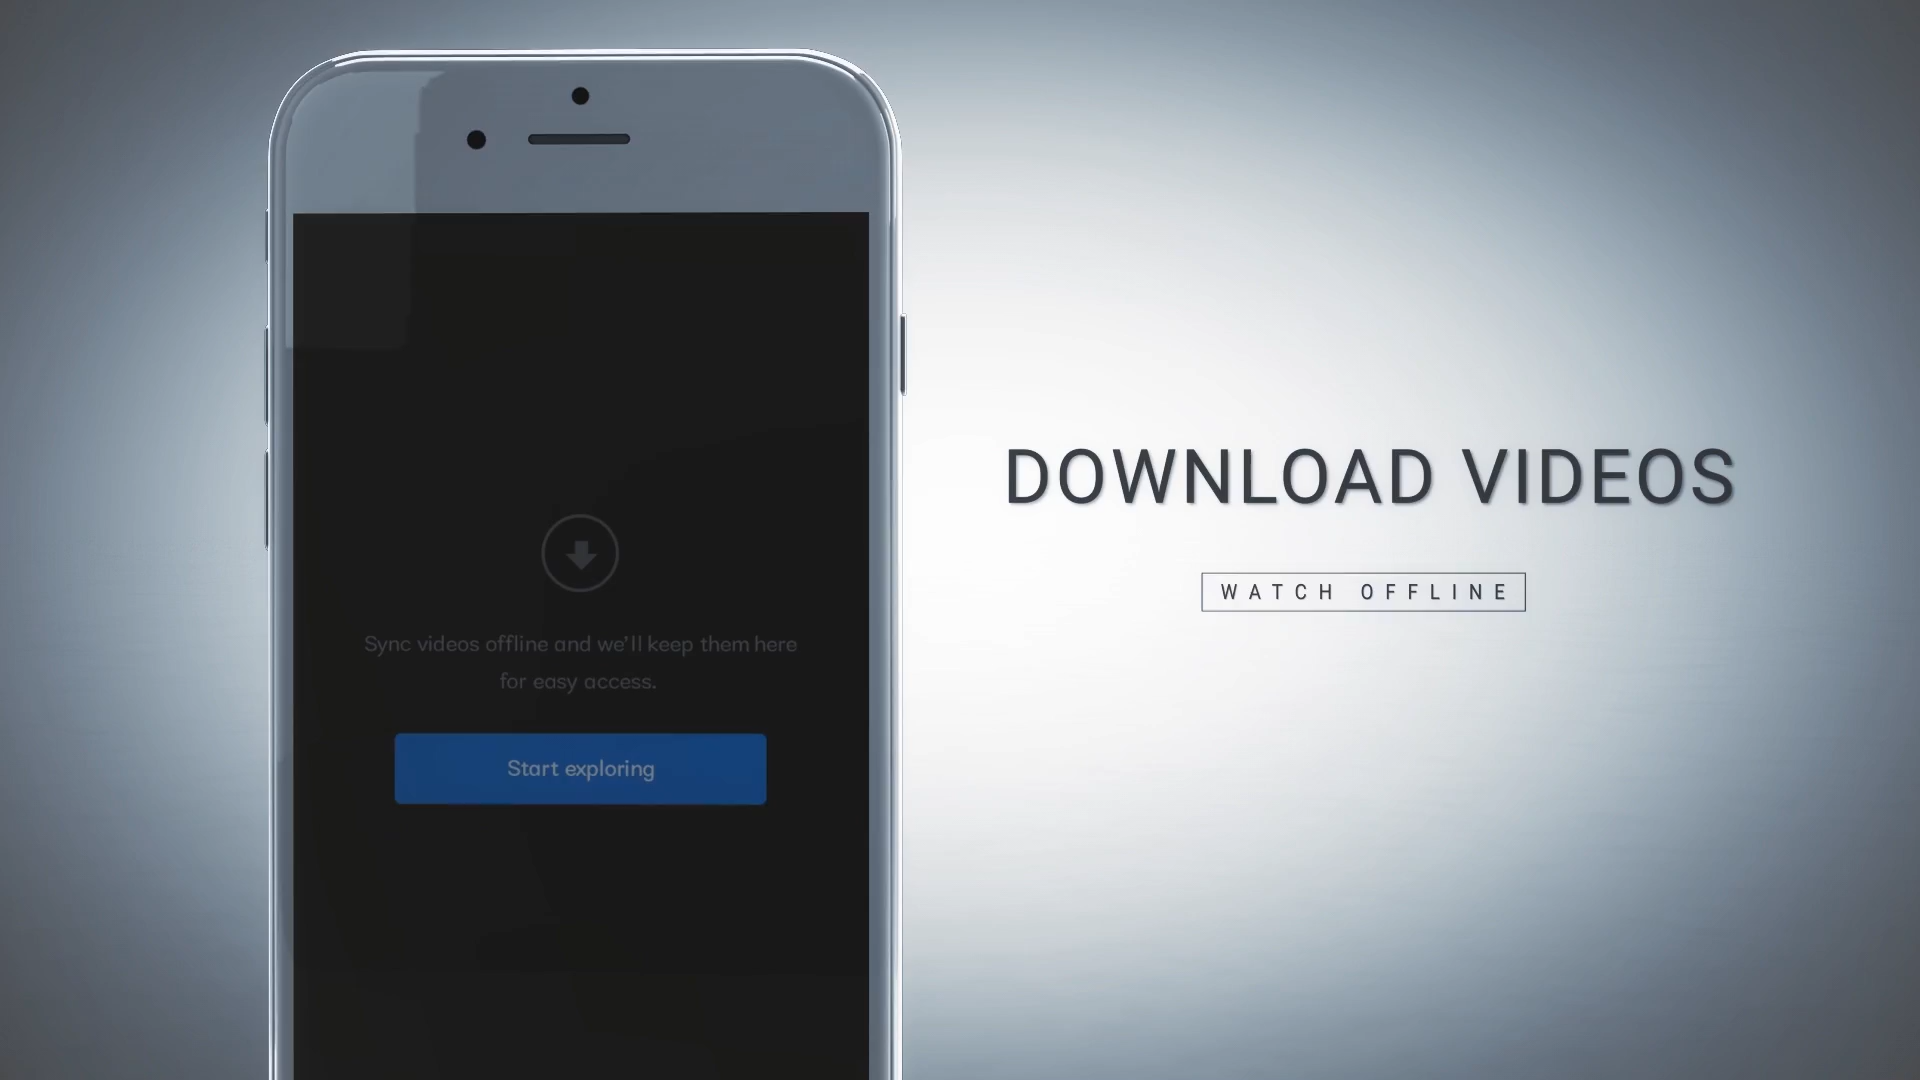 DOWNLOAD VIDEOS
WATCH OFFLINE
Sync videos offline and we'll keep them here
for easy access.
Start exploring